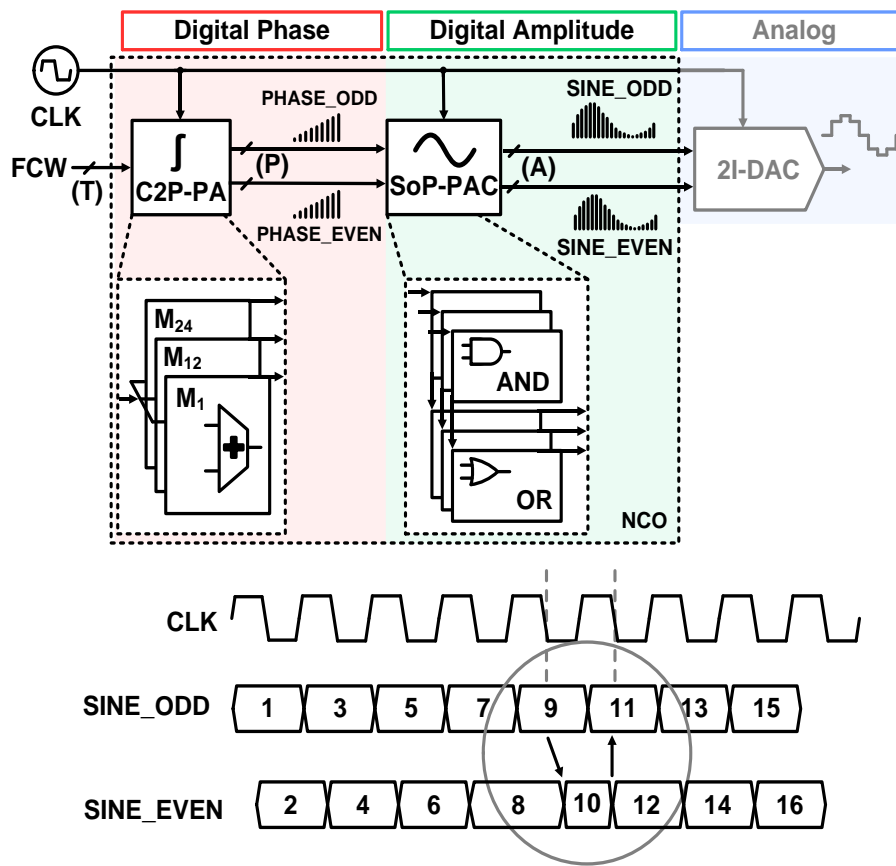 Digital Phase Digital Amplitude Analog
CLK
PHASE_ODD
SINE_ODD
FCW
(T)
∫
C2P-PA
(P)
SoP-PAC
(A)
2I-DAC
PHASE_EVEN
SINE_EVEN
M24
M12
M1
AND
OR
NCO
CLK
SINE_ODD 1 3 5 7 9 11 13 15
SINE_EVEN 2 4 6 8 10 12 14 16